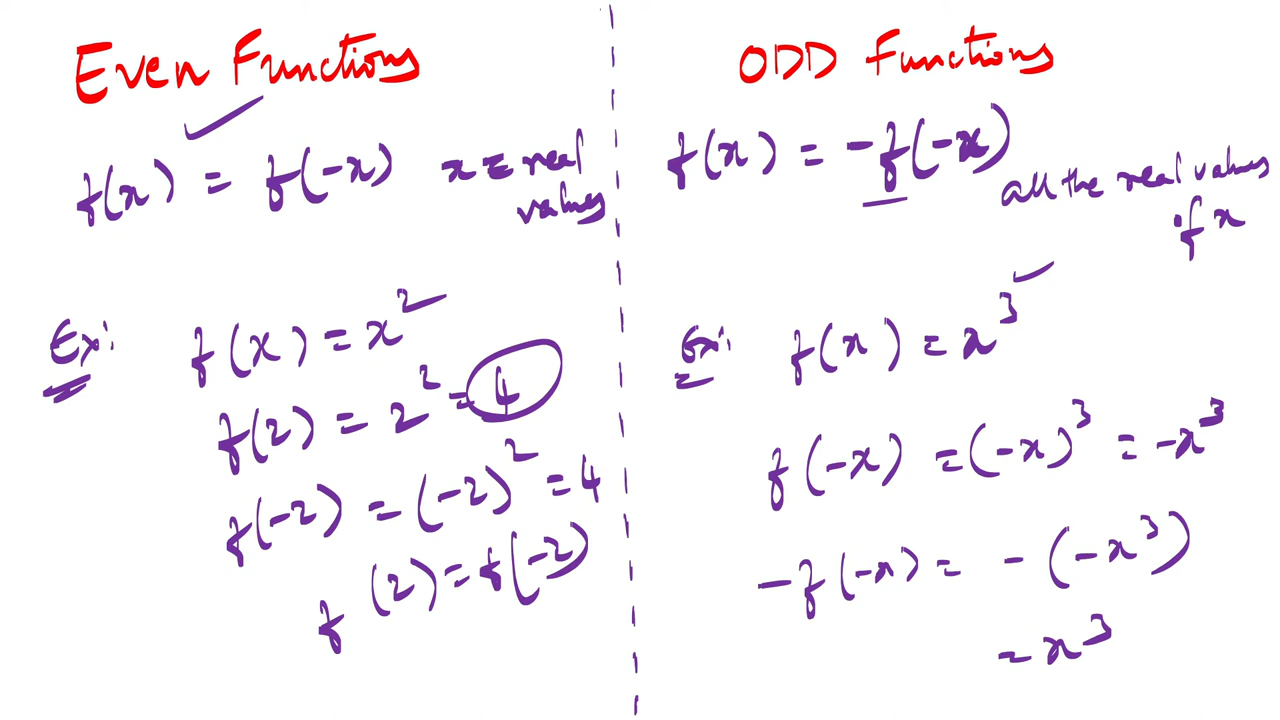 Even Functions
f(x) = f(-x) x = real
values
Ex: f(x) = x²
f(2) = 2² = 4
f(-2) = (-2)² = 4
f(2) = f(-2)
ODD Functions
f(x) = -f(-x)
all the real values
of x
Ex: f(x) = x³
f(-x) = (-x)³ = -x³
-f(-x) = -(-x³)
= x³